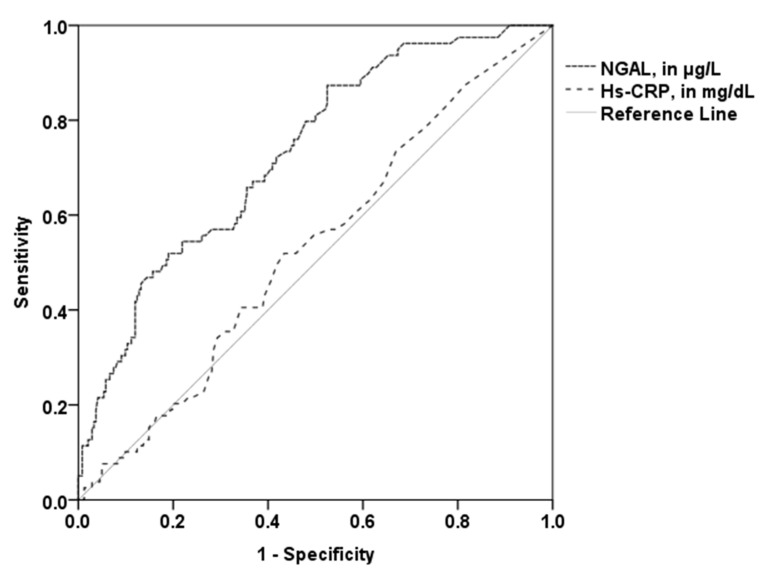 1.0
0.8
0.6
0.4
0.2
0.0
Sensitivity
0.0 0.2 0.4 0.6 0.8 1.0
1 - Specificity
NGAL, in µg/L
Hs-CRP, in mg/dL
Reference Line